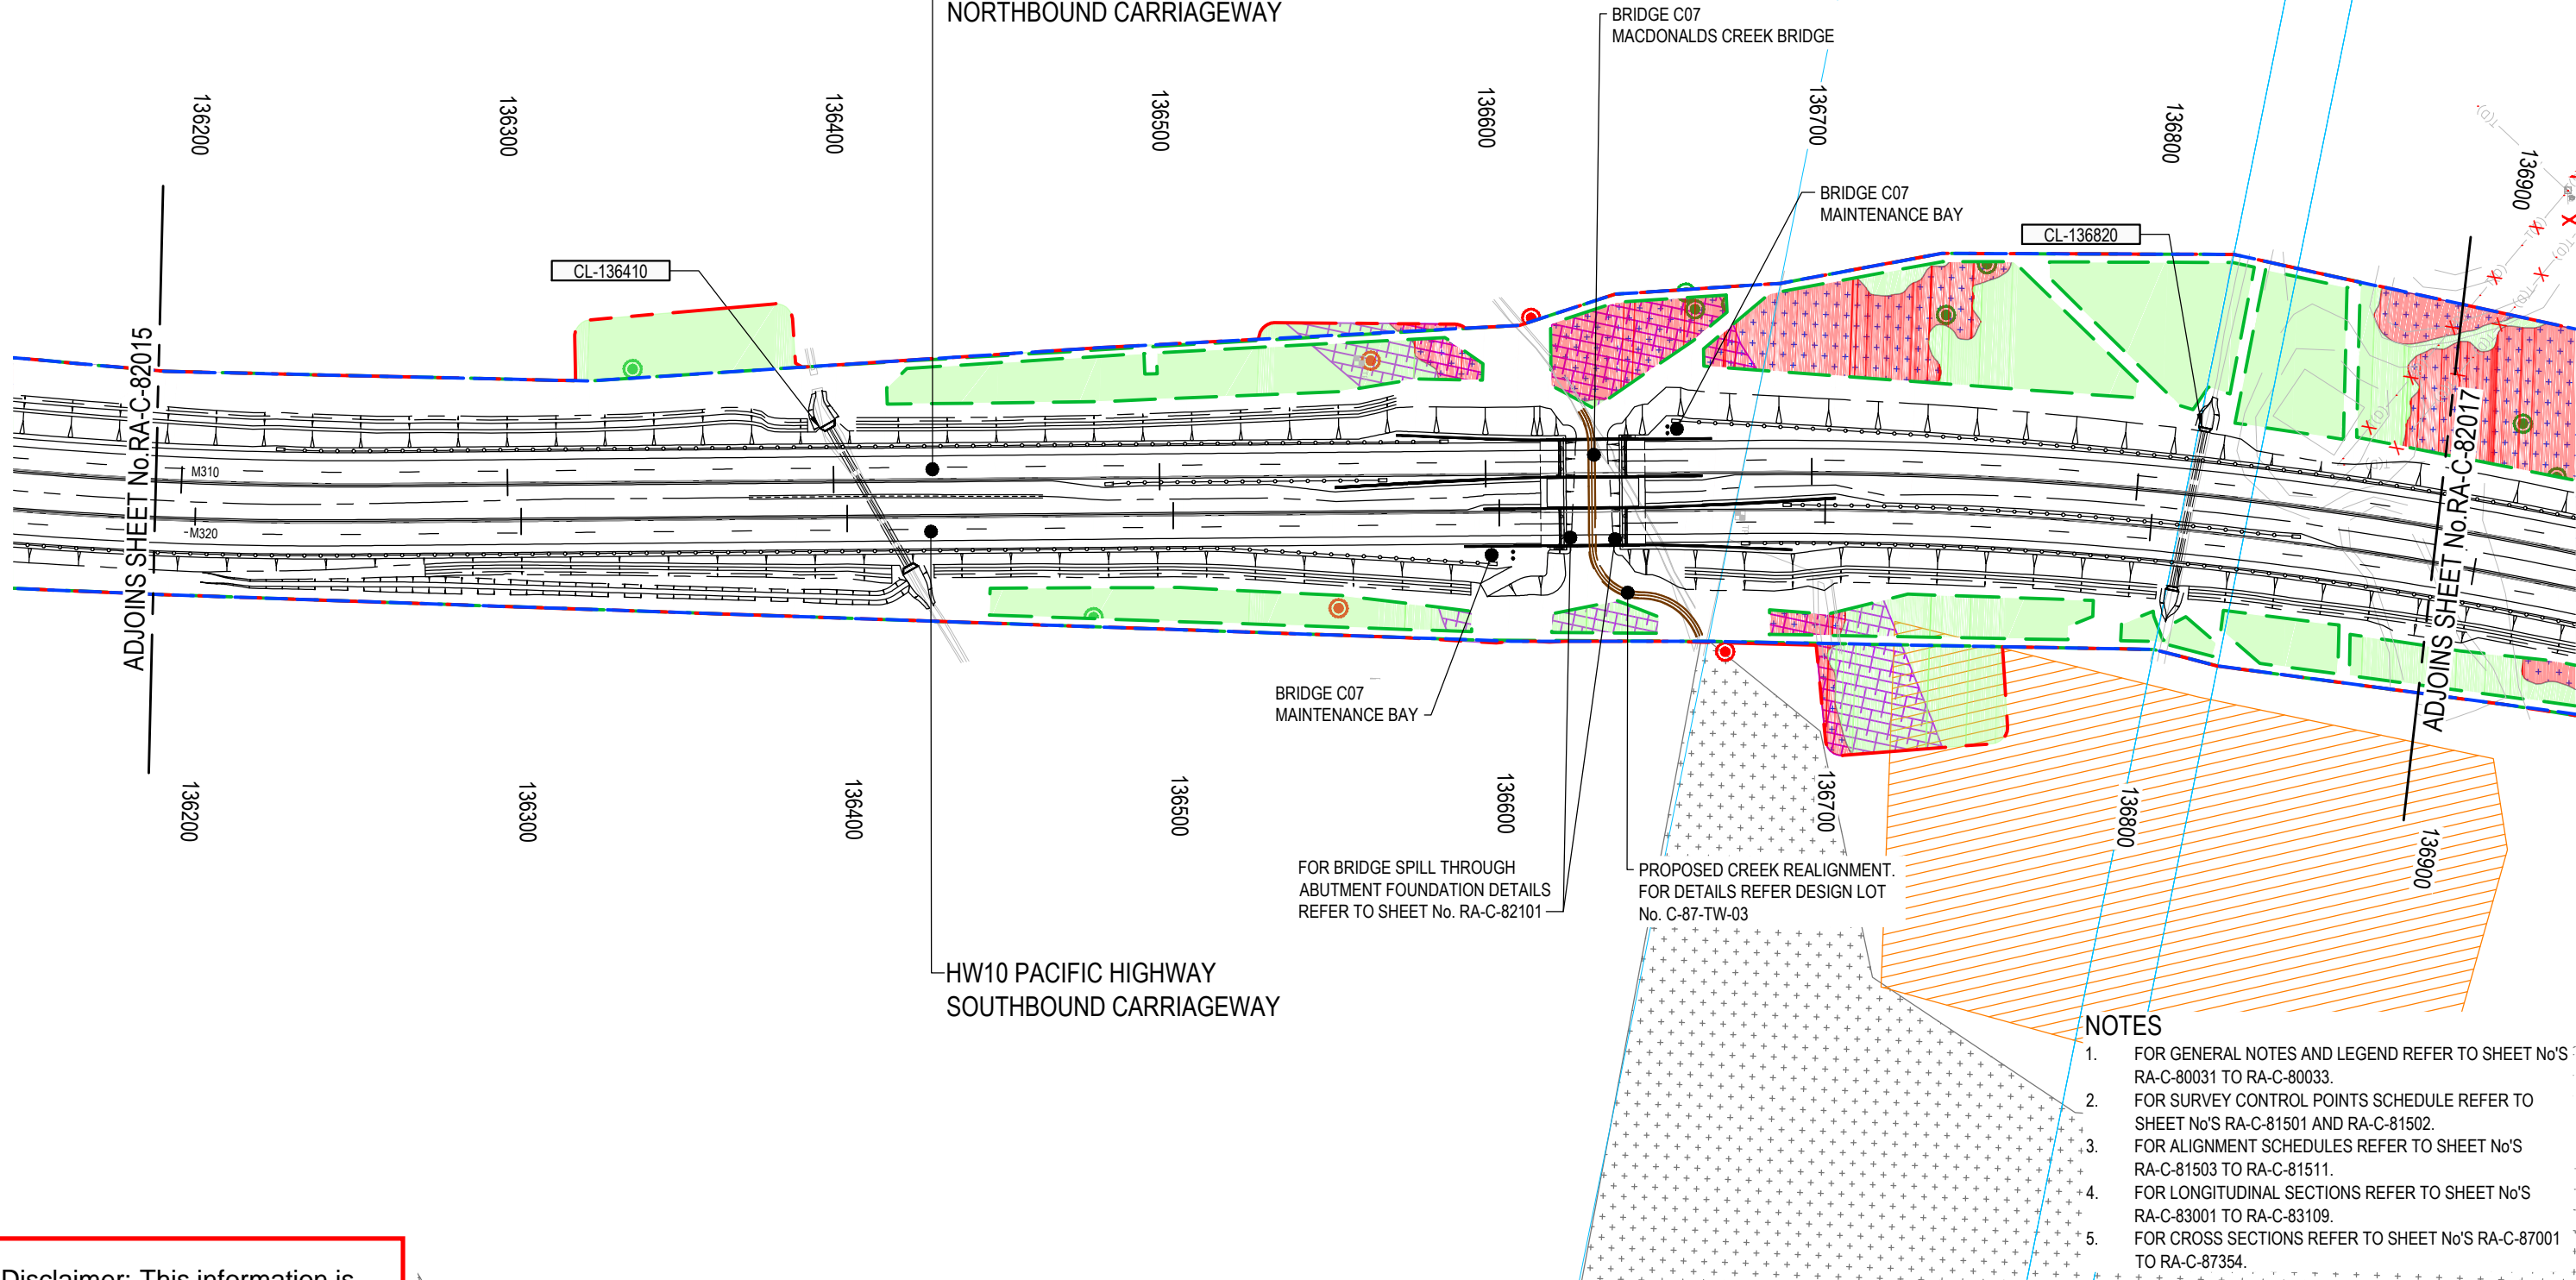 NORTHBOUND CARRIAGEWAY
BRIDGE C07
MACDONALDS CREEK BRIDGE
136200
136300
136400
136500
136600
136700
136800
136900
BRIDGE C07
MAINTENANCE BAY
CL-136410
CL-136820
ADJOINS SHEET No.RA-C-82015
ADJOINS SHEET No.RA-C-82017
M310
M320
BRIDGE C07
MAINTENANCE BAY
136200
136300
136400
136500
136600
136700
136800
136900
FOR BRIDGE SPILL THROUGH
ABUTMENT FOUNDATION DETAILS
REFER TO SHEET No. RA-C-82101
PROPOSED CREEK REALIGNMENT.
FOR DETAILS REFER DESIGN LOT
No. C-87-TW-03
HW10 PACIFIC HIGHWAY
SOUTHBOUND CARRIAGEWAY
NOTES
1. FOR GENERAL NOTES AND LEGEND REFER TO SHEET No'S
RA-C-80031 TO RA-C-80033.
2. FOR SURVEY CONTROL POINTS SCHEDULE REFER TO
SHEET No'S RA-C-81501 AND RA-C-81502.
3. FOR ALIGNMENT SCHEDULES REFER TO SHEET No'S
RA-C-81503 TO RA-C-81511.
4. FOR LONGITUDINAL SECTIONS REFER TO SHEET No'S
RA-C-83001 TO RA-C-83109.
5. FOR CROSS SECTIONS REFER TO SHEET No'S RA-C-87001
TO RA-C-87354.
Disclaimer: This information is